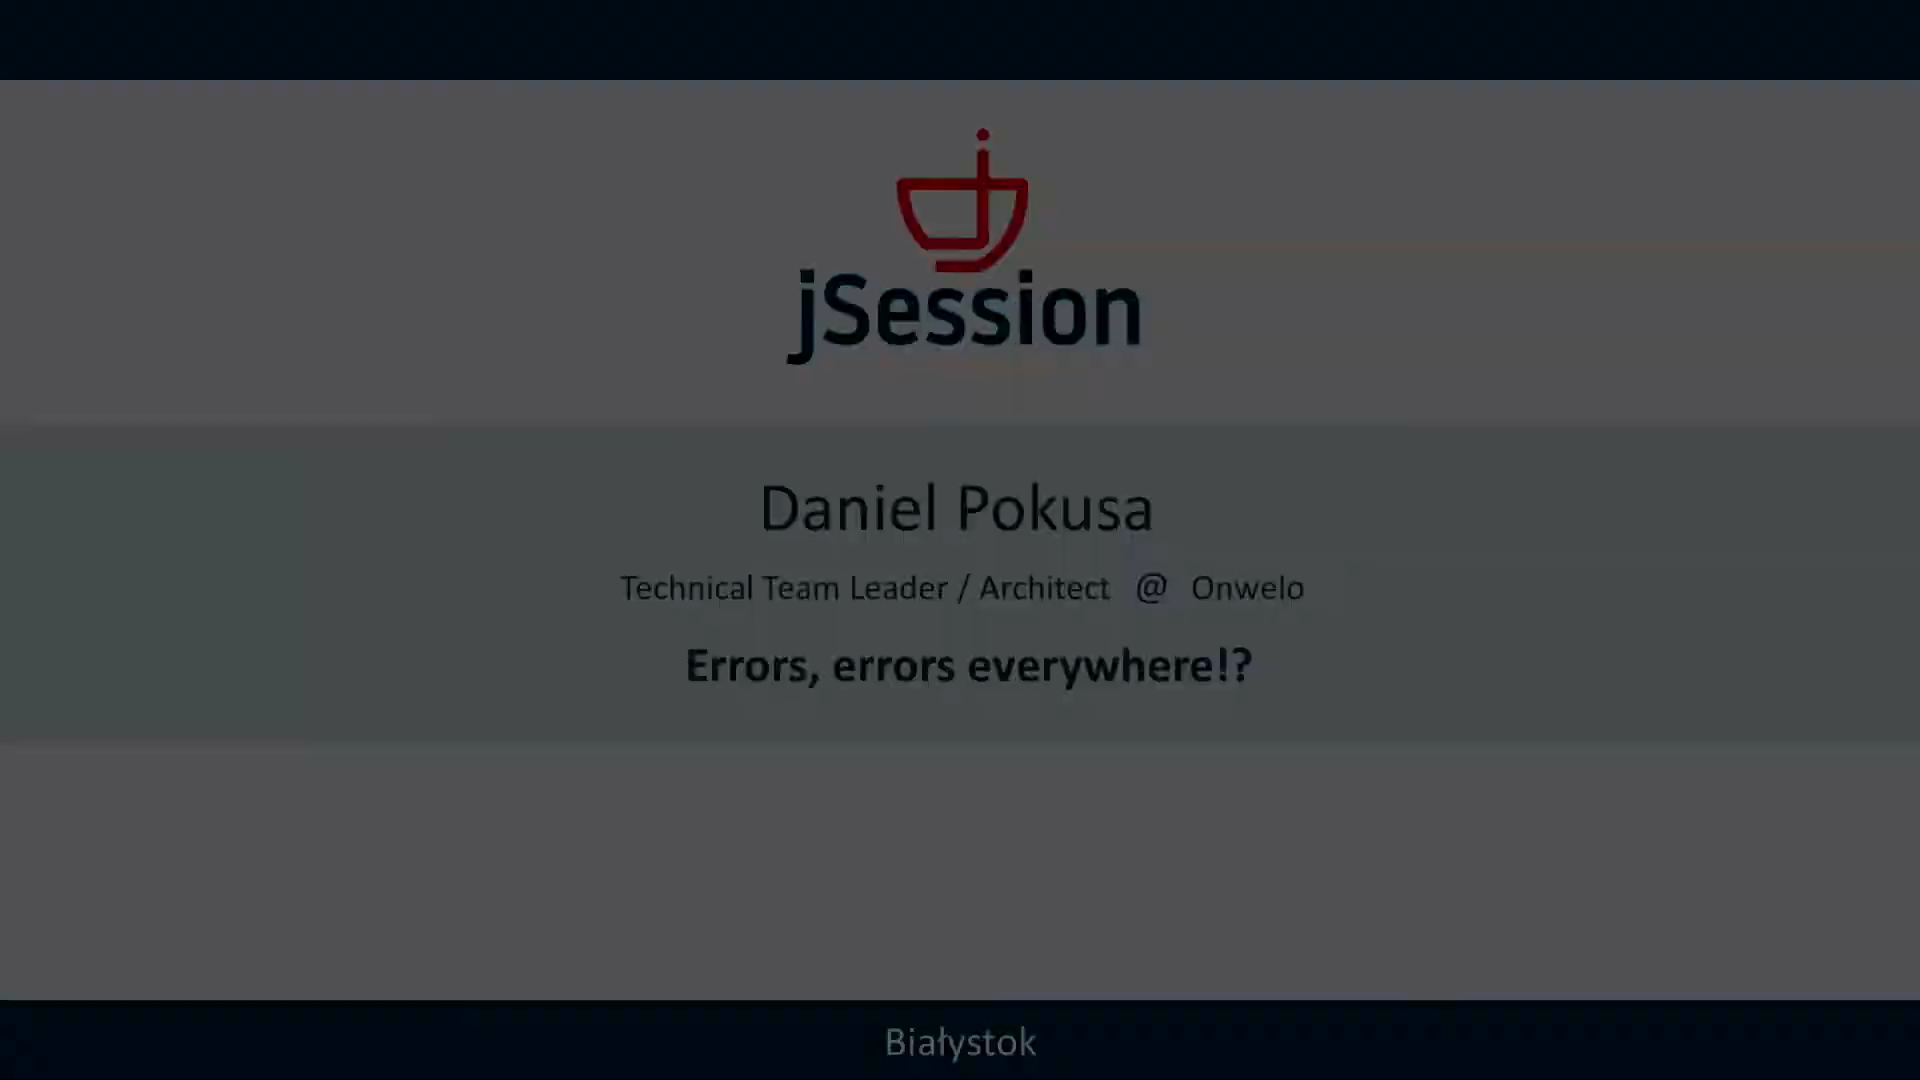 jSession
Daniel Pokusa
Technical Team Leader / Architect @ Onwelo
Errors, errors everywhere!?
Białystok